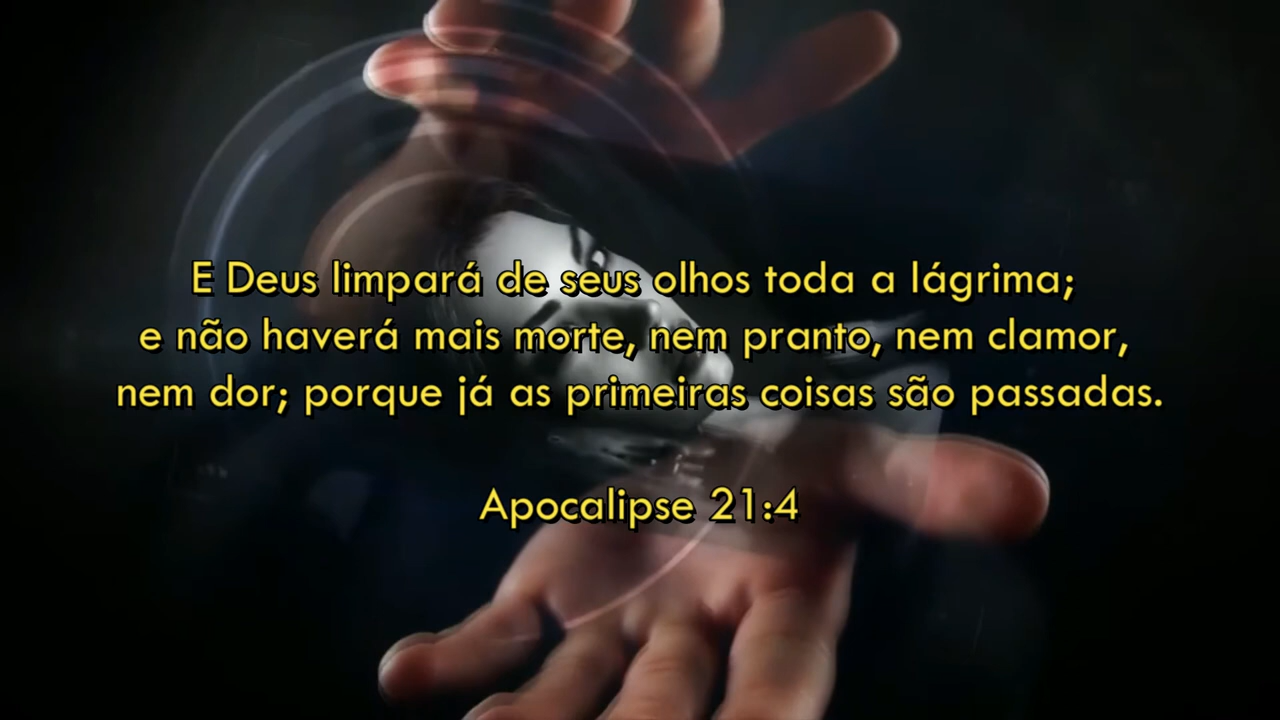 E Deus limpará de seus olhos toda a lágrima;
e não haverá mais morte, nem pranto, nem clamor,
nem dor; porque já as primeiras coisas são passadas.
Apocalipse 21:4